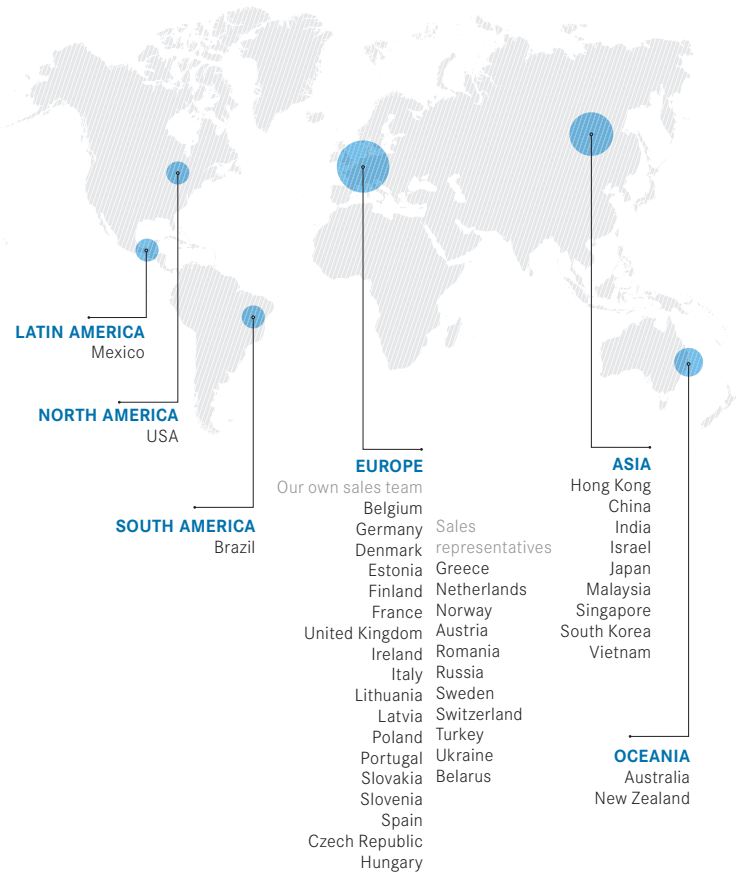 LATIN AMERICA
Mexico
NORTH AMERICA
USA
SOUTH AMERICA
Brazil
EUROPE
Our own sales team
Belgium
Germany
Denmark
Estonia
Finland
France
United Kingdom
Ireland
Italy
Lithuania
Latvia
Poland
Portugal
Slovakia
Slovenia
Spain
Czech Republic
Hungary
Sales
representatives
Greece
Netherlands
Norway
Austria
Romania
Russia
Sweden
Switzerland
Turkey
Ukraine
Belarus
ASIA
Hong Kong
China
India
Israel
Japan
Malaysia
Singapore
South Korea
Vietnam
OCEANIA
Australia
New Zealand